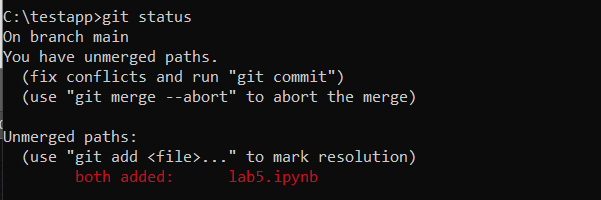 C:\testapp>git status
On branch main
You have unmerged paths.
  (fix conflicts and run "git commit")
  (use "git merge --abort" to abort the merge)

Unmerged paths:
  (use "git add <file>..." to mark resolution)
        both added:      lab5.ipynb